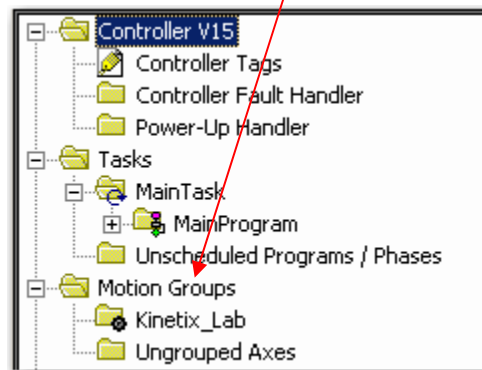 Controller V15
Controller Tags
Controller Fault Handler
Power-Up Handler
Tasks
MainTask
MainProgram
Unscheduled Programs / Phases
Motion Groups
Kinetix_Lab
Ungrouped Axes